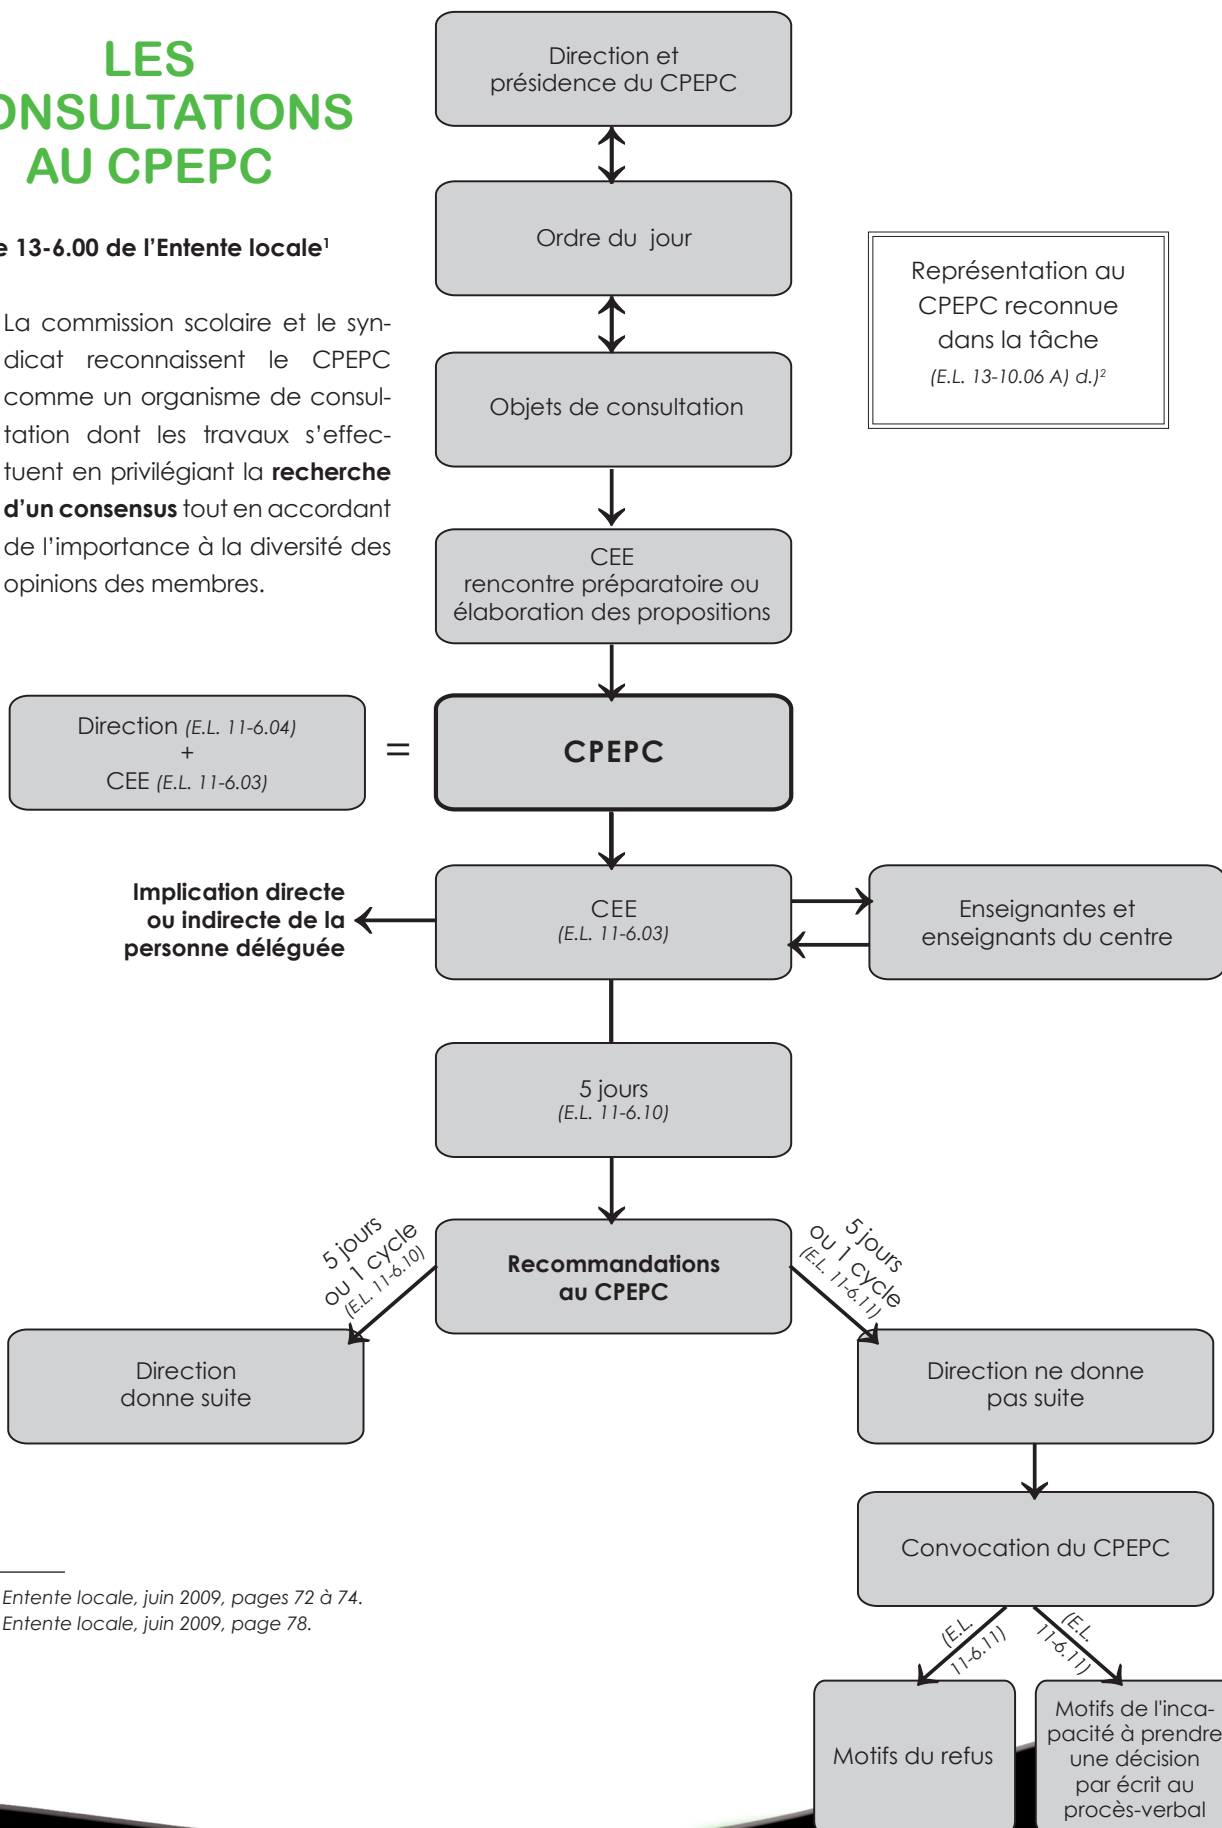 LES
ONSULTATIONS
AU CPEPC
e 13-6.00 de l'Entente locale¹
La commission scolaire et le syn-
dicat reconnaissent le CPEPC
comme un organisme de consul-
tation dont les travaux s'effec-
tuent en privilégiant la recherche
d'un consensus tout en accordant
de l'importance à la diversité des
opinions des membres.
Direction et
présidence du CPEPC
Ordre du jour
Objets de consultation
Représentation au
CPEPC reconnue
dans la tâche
(E.L. 13-10.06 A) d.)²
CEE
rencontre préparatoire ou
élaboration des propositions
Direction (E.L. 11-6.04)
+
CEE (E.L. 11-6.03)
=
CPEPC
Implication directe
ou indirecte de la
personne déléguée
CEE
(E.L. 11-6.03)
Enseignantes et
enseignants du centre
5 jours
(E.L. 11-6.10)
Recommandations
au CPEPC
5 jours
ou 1 cycle
(E.L. 11-6.10)
5 jours
ou 1 cycle
(E.L. 11-6.11)
Direction
donne suite
Direction ne donne
pas suite
Convocation du CPEPC
(E.L.
11-6.11)
(E.L.
11-6.11)
Motifs du refus
Motifs de l'inca-
pacité à prendre
une décision
par écrit au
procès-verbal
Entente locale, juin 2009, pages 72 à 74.
Entente locale, juin 2009, page 78.